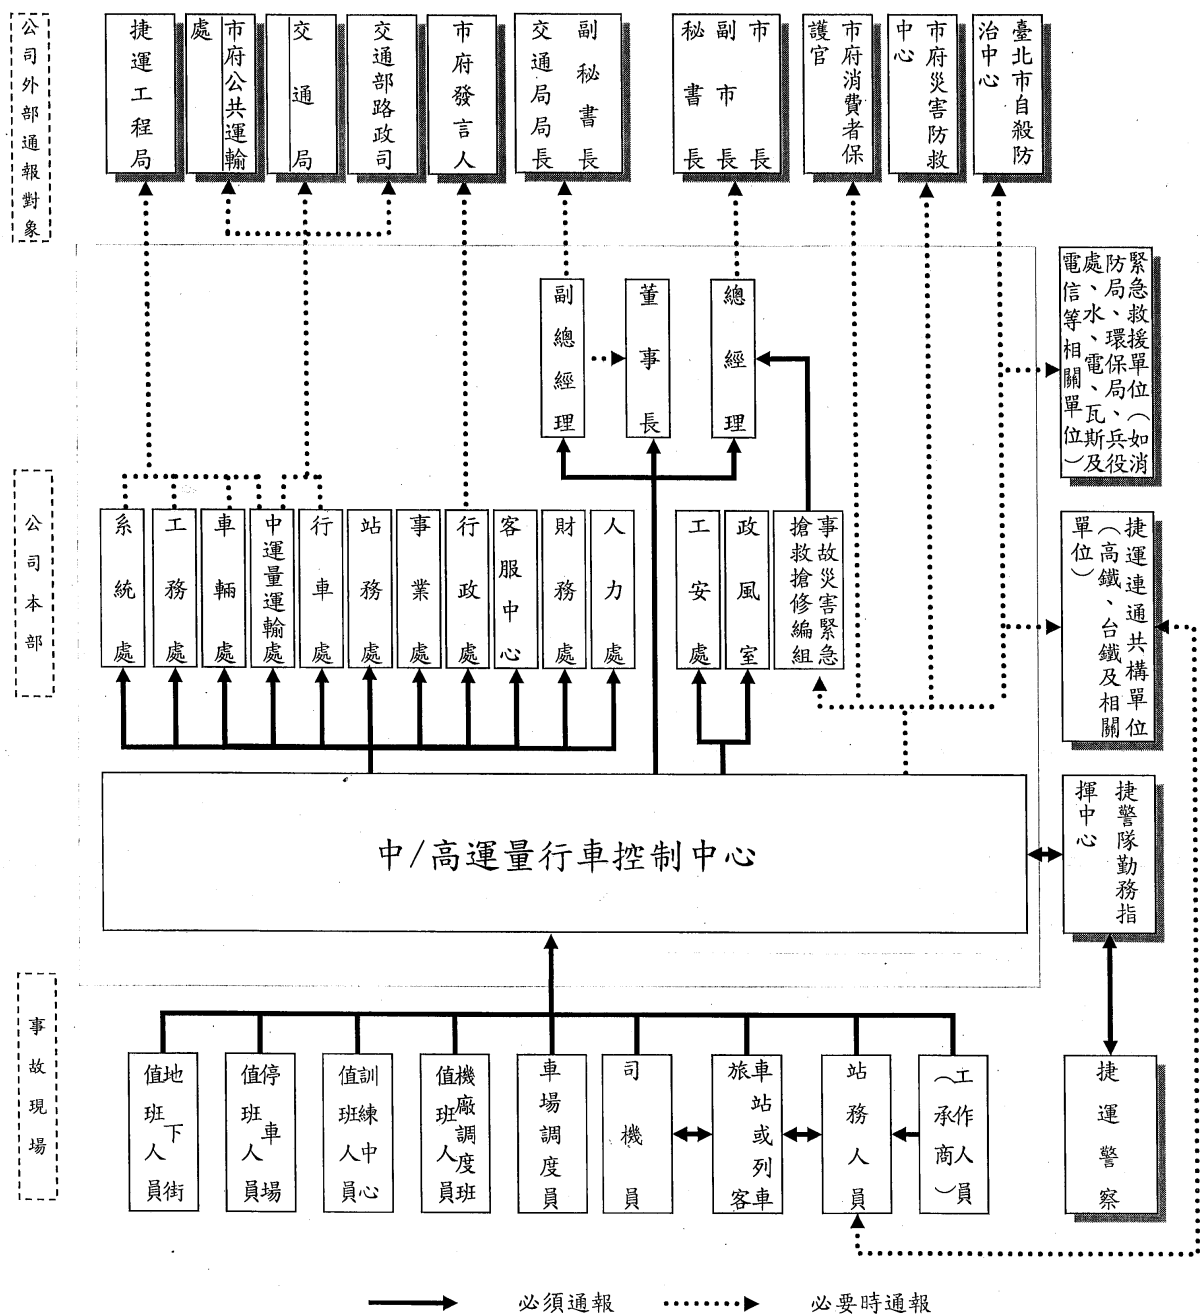 公司外部通報對象
捷運工程局
市府公共運輸
處
交通局
交通部路政司
市府發言人
副秘書長
交通局長
市長
副市長
秘書長
市府消費者保
護官
市府災害防救
中心
臺北市自殺防
治中心
緊急救援單位（如消
防局、環保局、兵役
處、水、電、瓦斯及
電信等相關單位）
副總經理
董事長
總經理
公司本部
系統處
工務處
車輛處
中運量運輸處
行車處
站務處
事業處
行政處
客服中心
財務處
人力處
工安處
政風室
事故災害緊急
搶救搶修編組
捷運連通共構單位
（高鐵、台鐵及相關
單位）
中/高運量行車控制中心
捷警隊勤務指
揮中心
事故現場
地下街
值班人員
停車場
值班人員
訓練中心
值班人員
機廠調度班
值班人員
車場調度員
司機員
車站或列車
旅客
站務人員
工作人員
（承商）
捷運警察
必須通報
必要時通報